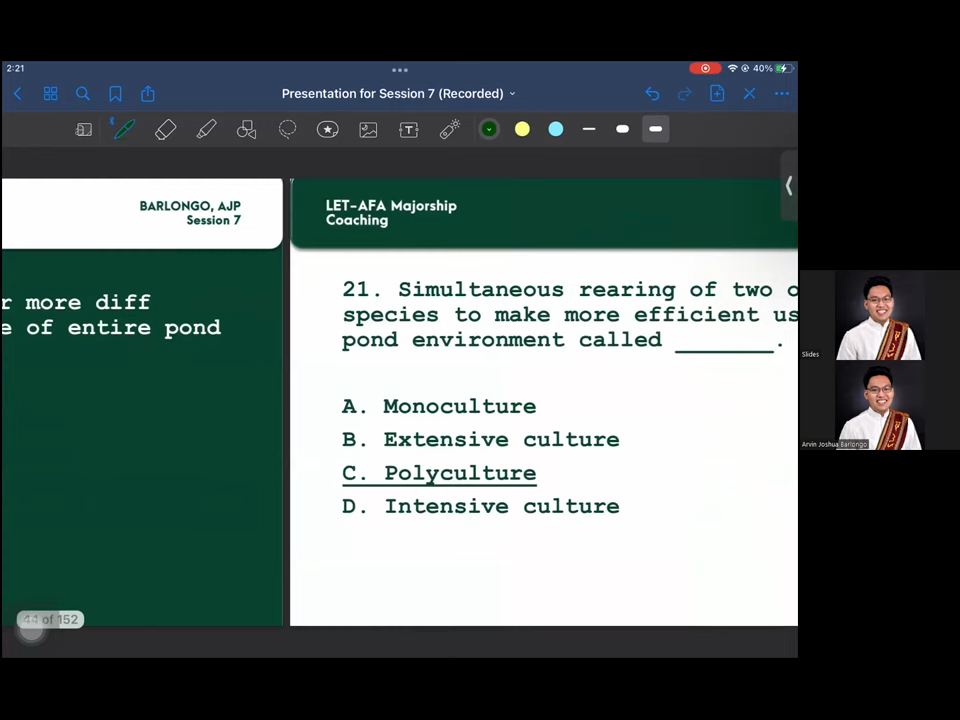 2:21
40%
Presentation for Session 7 (Recorded)
T
BARLONGO, AJP
Session 7
r more diff
e of entire pond
44 of 152
LET-AFA Majorship
Coaching
21. Simultaneous rearing of two o
species to make more efficient us
pond environment called _______.
A. Monoculture
B. Extensive culture
C. Polyculture
D. Intensive culture
Slides
Arvin Joshua Barlongo